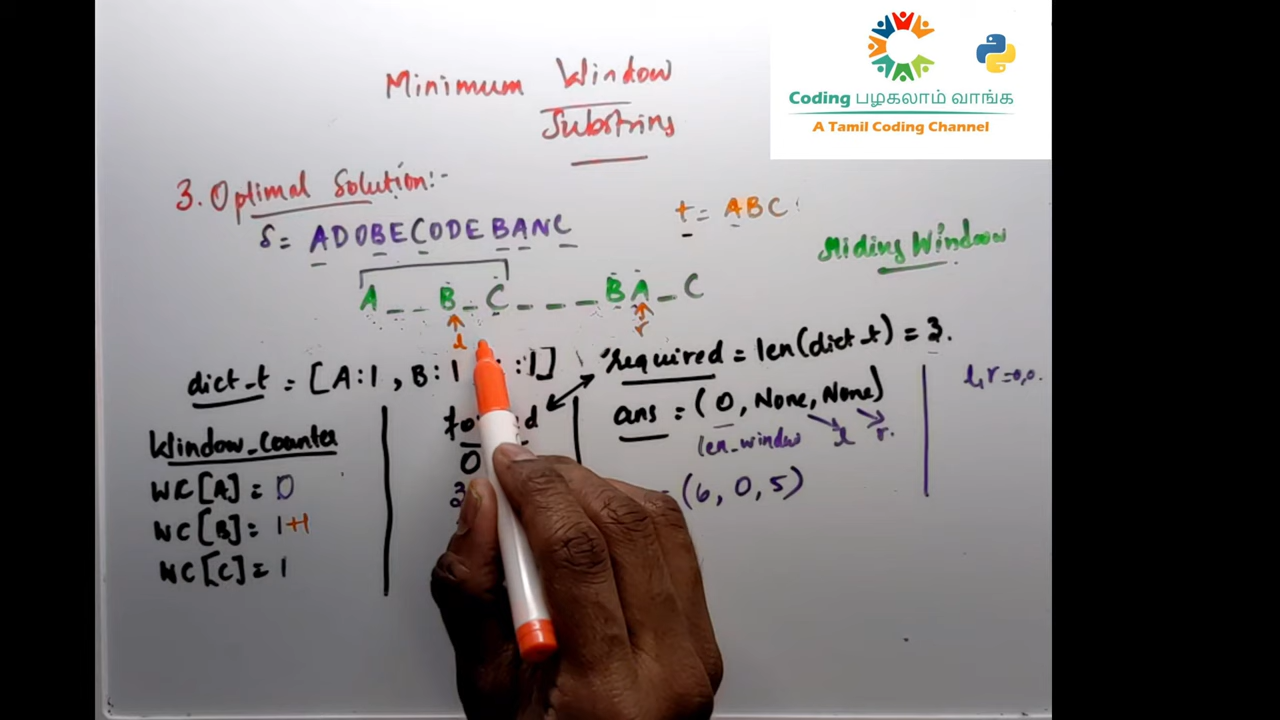 Minimum Window
Substring
Coding பழகலாம் வாங்க
A Tamil Coding Channel
3. Optimal Solution:-
S = ADOBECODEBANC
t = ABC
Sliding Window
A _ _ B _ C _ _ _ B A _ C
l
r
dict_t = [A:1, B:1 :1]
required = len(dict_t) = 3.
l, r = 0,0.
Window_Counter
ans = (0, None, None)
len_window l r.
0
WC[A] = 0
= (6, 0, 5)
WC[B] = 1+1
WC[C] = 1